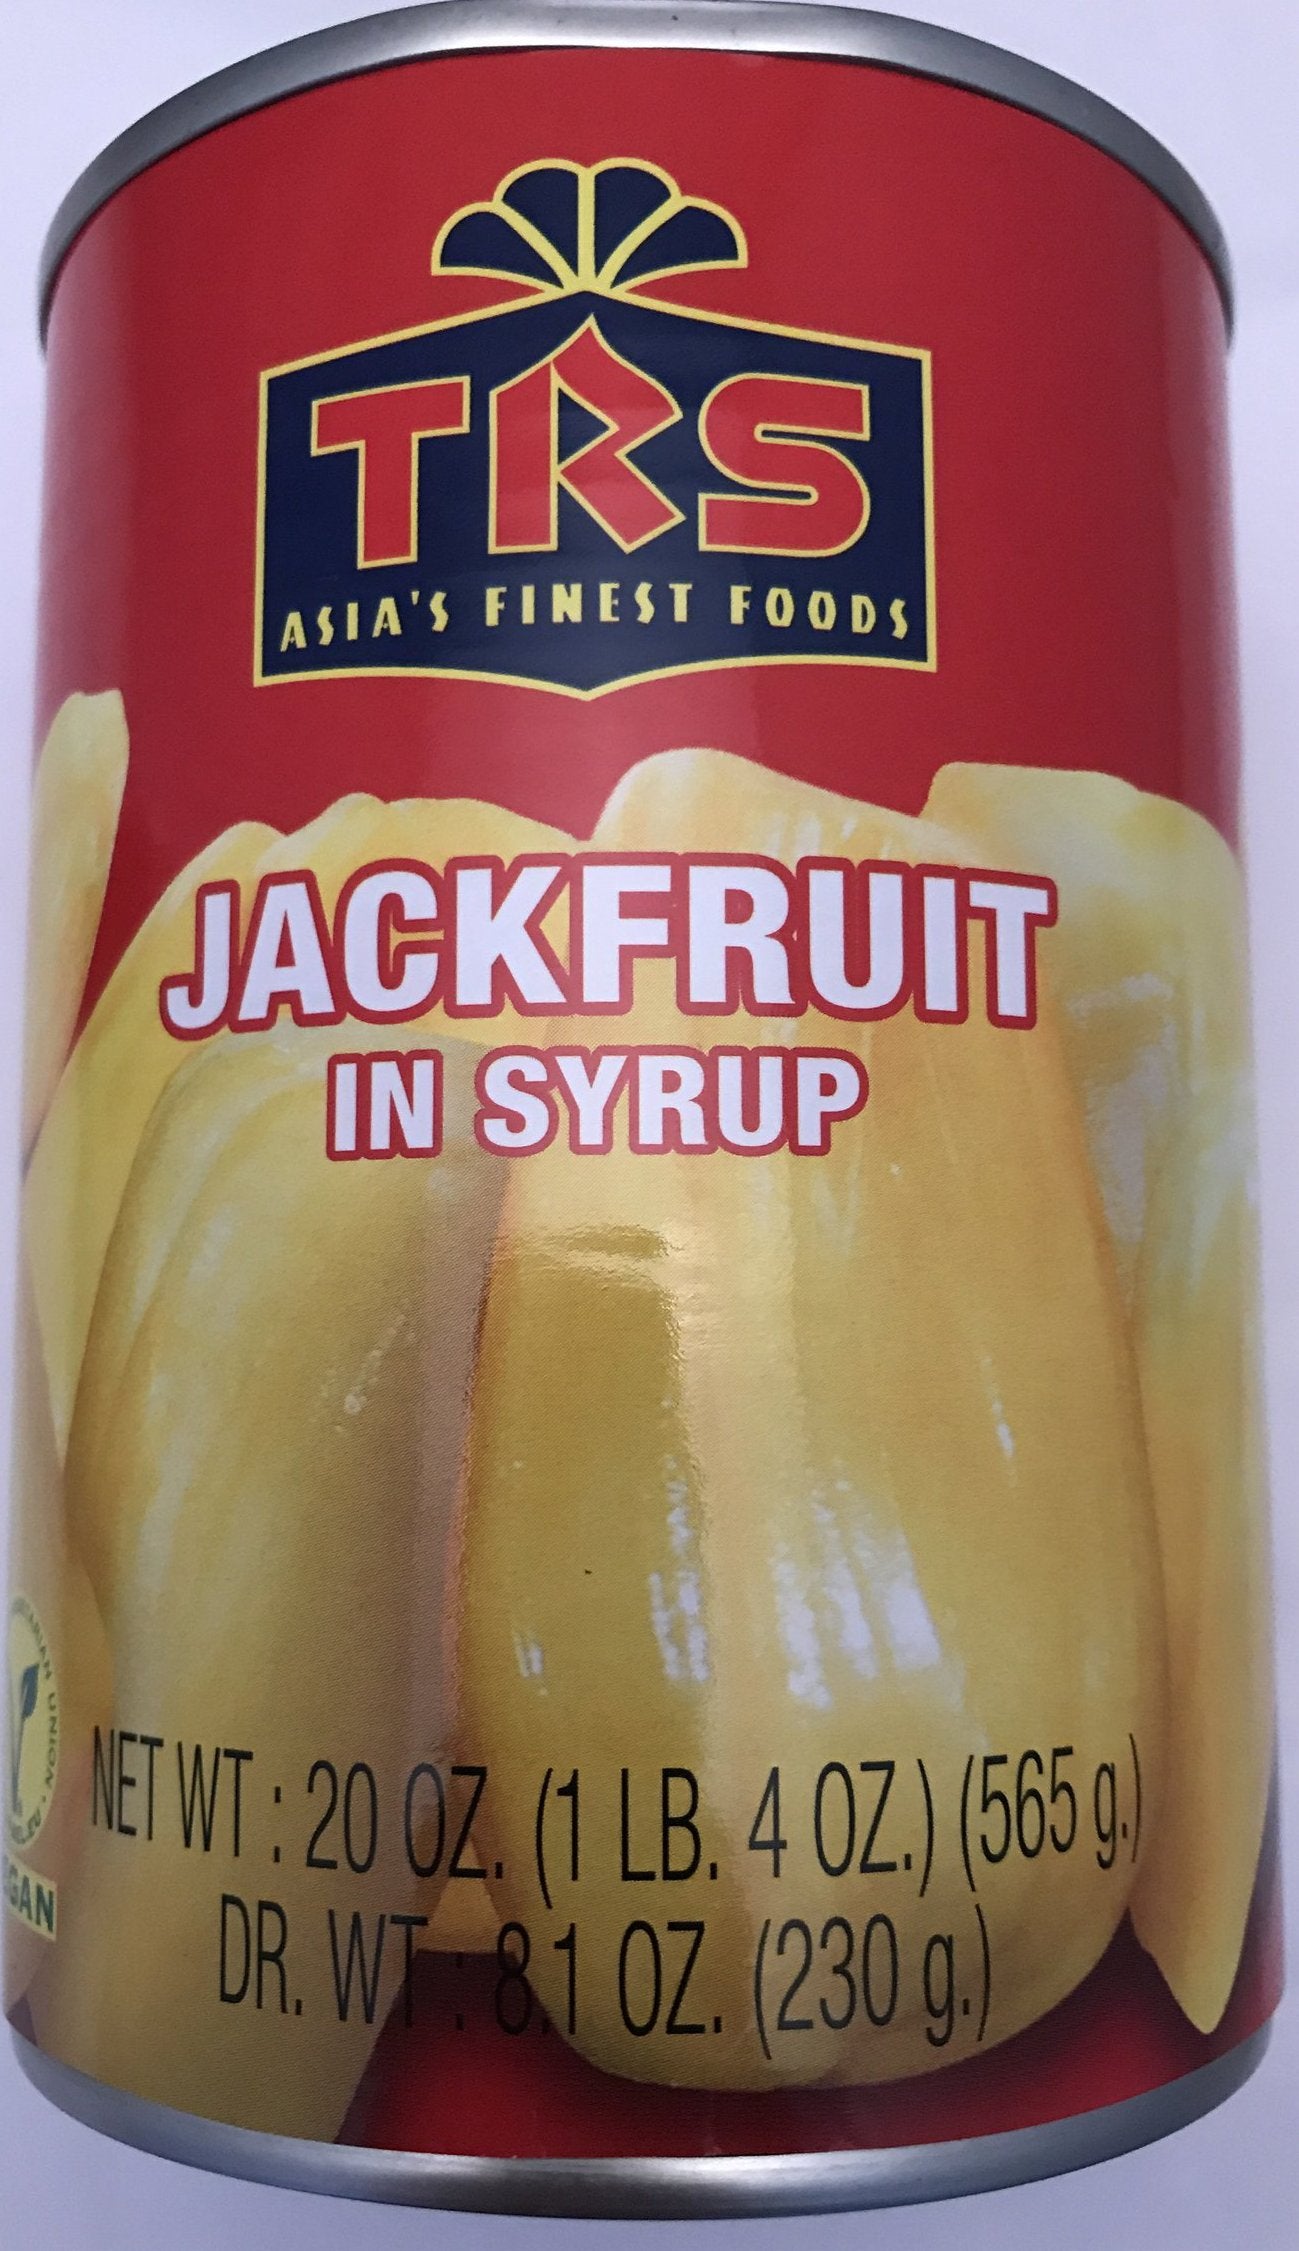 TRS
ASIA'S FINEST FOODS
JACKFRUIT
IN SYRUP
NET WT : 20 OZ. (1 LB. 4 OZ.) (565 g.)
DR. WT : 8.1 OZ. (230 g.)
UNION